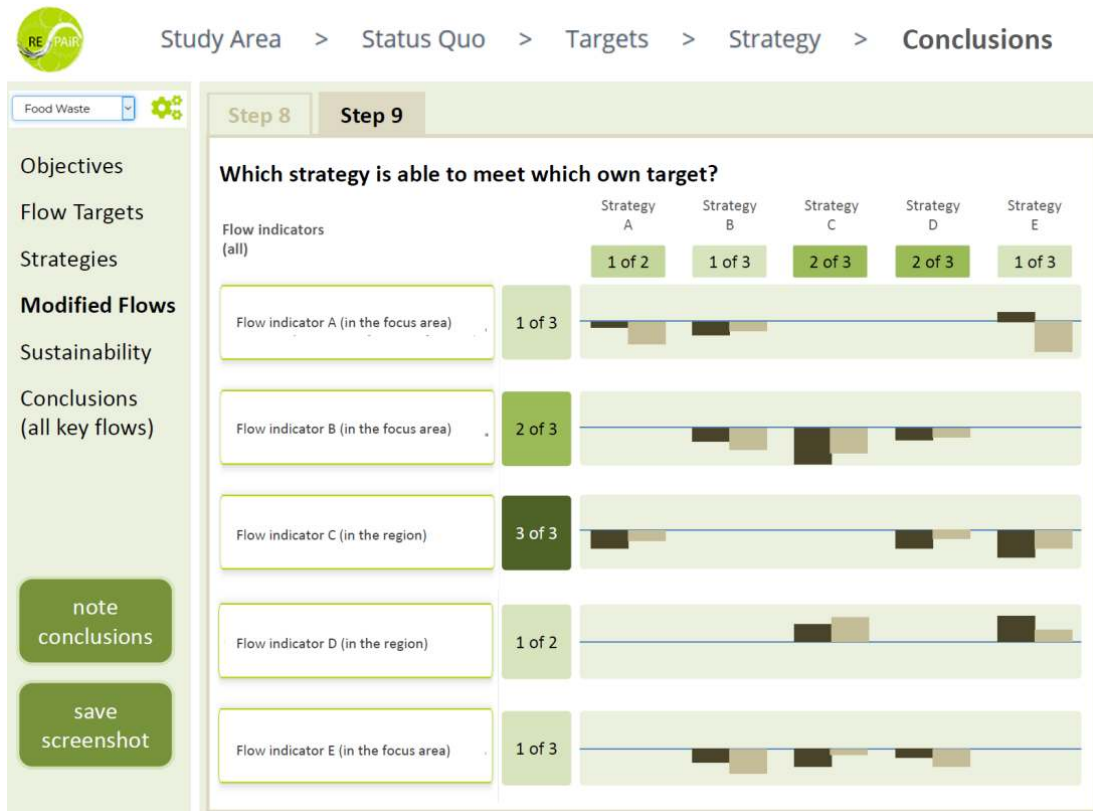 RE PAiR
Study Area > Status Quo > Targets > Strategy > Conclusions
Food Waste
Step 8
Step 9
Objectives
Flow Targets
Strategies
Modified Flows
Sustainability
Conclusions
(all key flows)
note
conclusions
save
screenshot
Which strategy is able to meet which own target?
Flow indicators
(all)
Strategy
A
Strategy
B
Strategy
C
Strategy
D
Strategy
E
1 of 2
1 of 3
2 of 3
2 of 3
1 of 3
Flow indicator A (in the focus area)
1 of 3
Flow indicator B (in the focus area)
2 of 3
Flow indicator C (in the region)
3 of 3
Flow indicator D (in the region)
1 of 2
Flow indicator E (in the focus area)
1 of 3